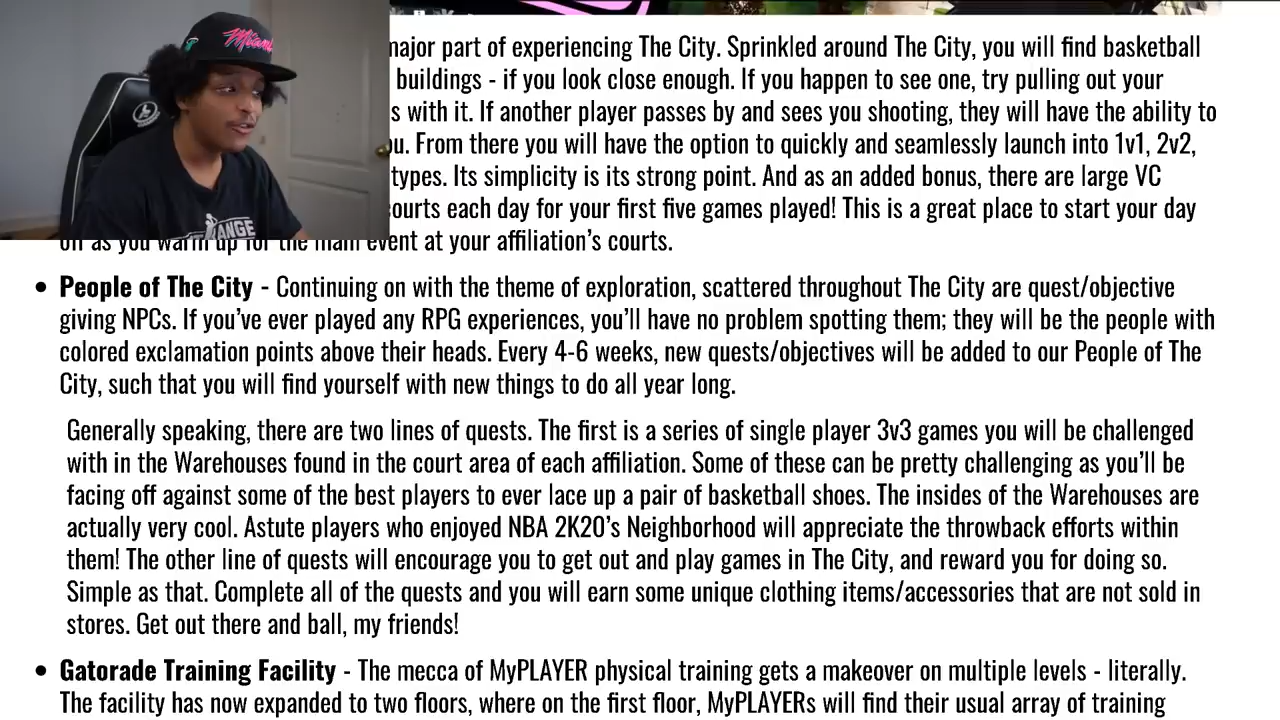 Miami
najor part of experiencing The City. Sprinkled around The City, you will find basketball
buildings - if you look close enough. If you happen to see one, try pulling out your
s with it. If another player passes by and sees you shooting, they will have the ability to
ou. From there you will have the option to quickly and seamlessly launch into 1v1, 2v2,
types. Its simplicity is its strong point. And as an added bonus, there are large VC
courts each day for your first five games played! This is a great place to start your day
ANGE
off as you warm up for the main event at your affiliation's courts.
• People of The City - Continuing on with the theme of exploration, scattered throughout The City are quest/objective
giving NPCs. If you've ever played any RPG experiences, you'll have no problem spotting them; they will be the people with
colored exclamation points above their heads. Every 4-6 weeks, new quests/objectives will be added to our People of The
City, such that you will find yourself with new things to do all year long.
Generally speaking, there are two lines of quests. The first is a series of single player 3v3 games you will be challenged
with in the Warehouses found in the court area of each affiliation. Some of these can be pretty challenging as you'll be
facing off against some of the best players to ever lace up a pair of basketball shoes. The insides of the Warehouses are
actually very cool. Astute players who enjoyed NBA 2K20's Neighborhood will appreciate the throwback efforts within
them! The other line of quests will encourage you to get out and play games in The City, and reward you for doing so.
Simple as that. Complete all of the quests and you will earn some unique clothing items/accessories that are not sold in
stores. Get out there and ball, my friends!
• Gatorade Training Facility - The mecca of MyPLAYER physical training gets a makeover on multiple levels - literally.
The facility has now expanded to two floors, where on the first floor, MyPLAYERs will find their usual array of training